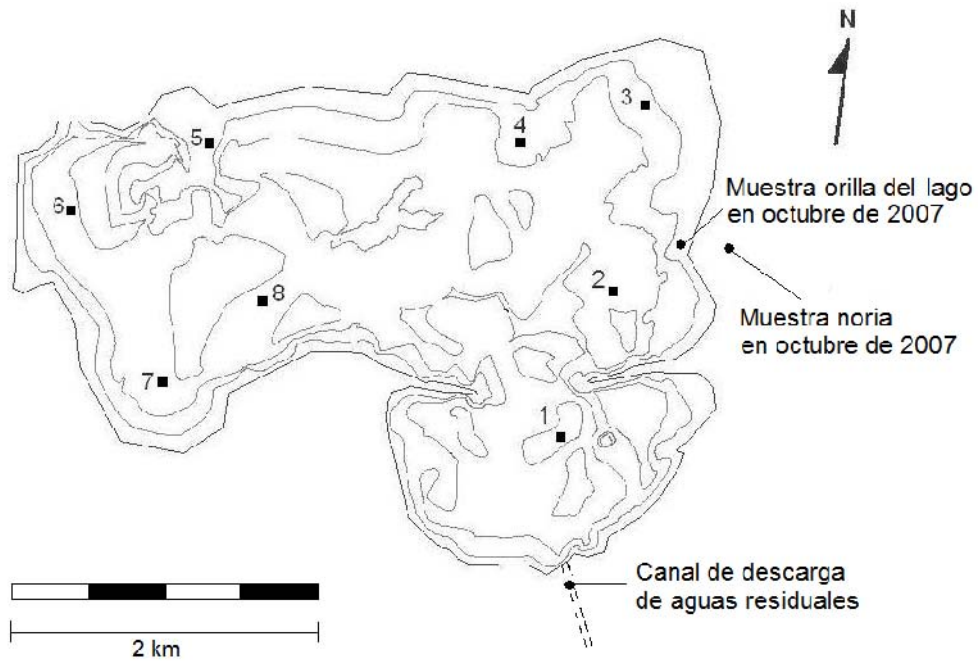 N
3
4
5
Muestra orilla del lago
en octubre de 2007
6
2
8
Muestra noria
en octubre de 2007
7
1
Canal de descarga
de aguas residuales
2 km